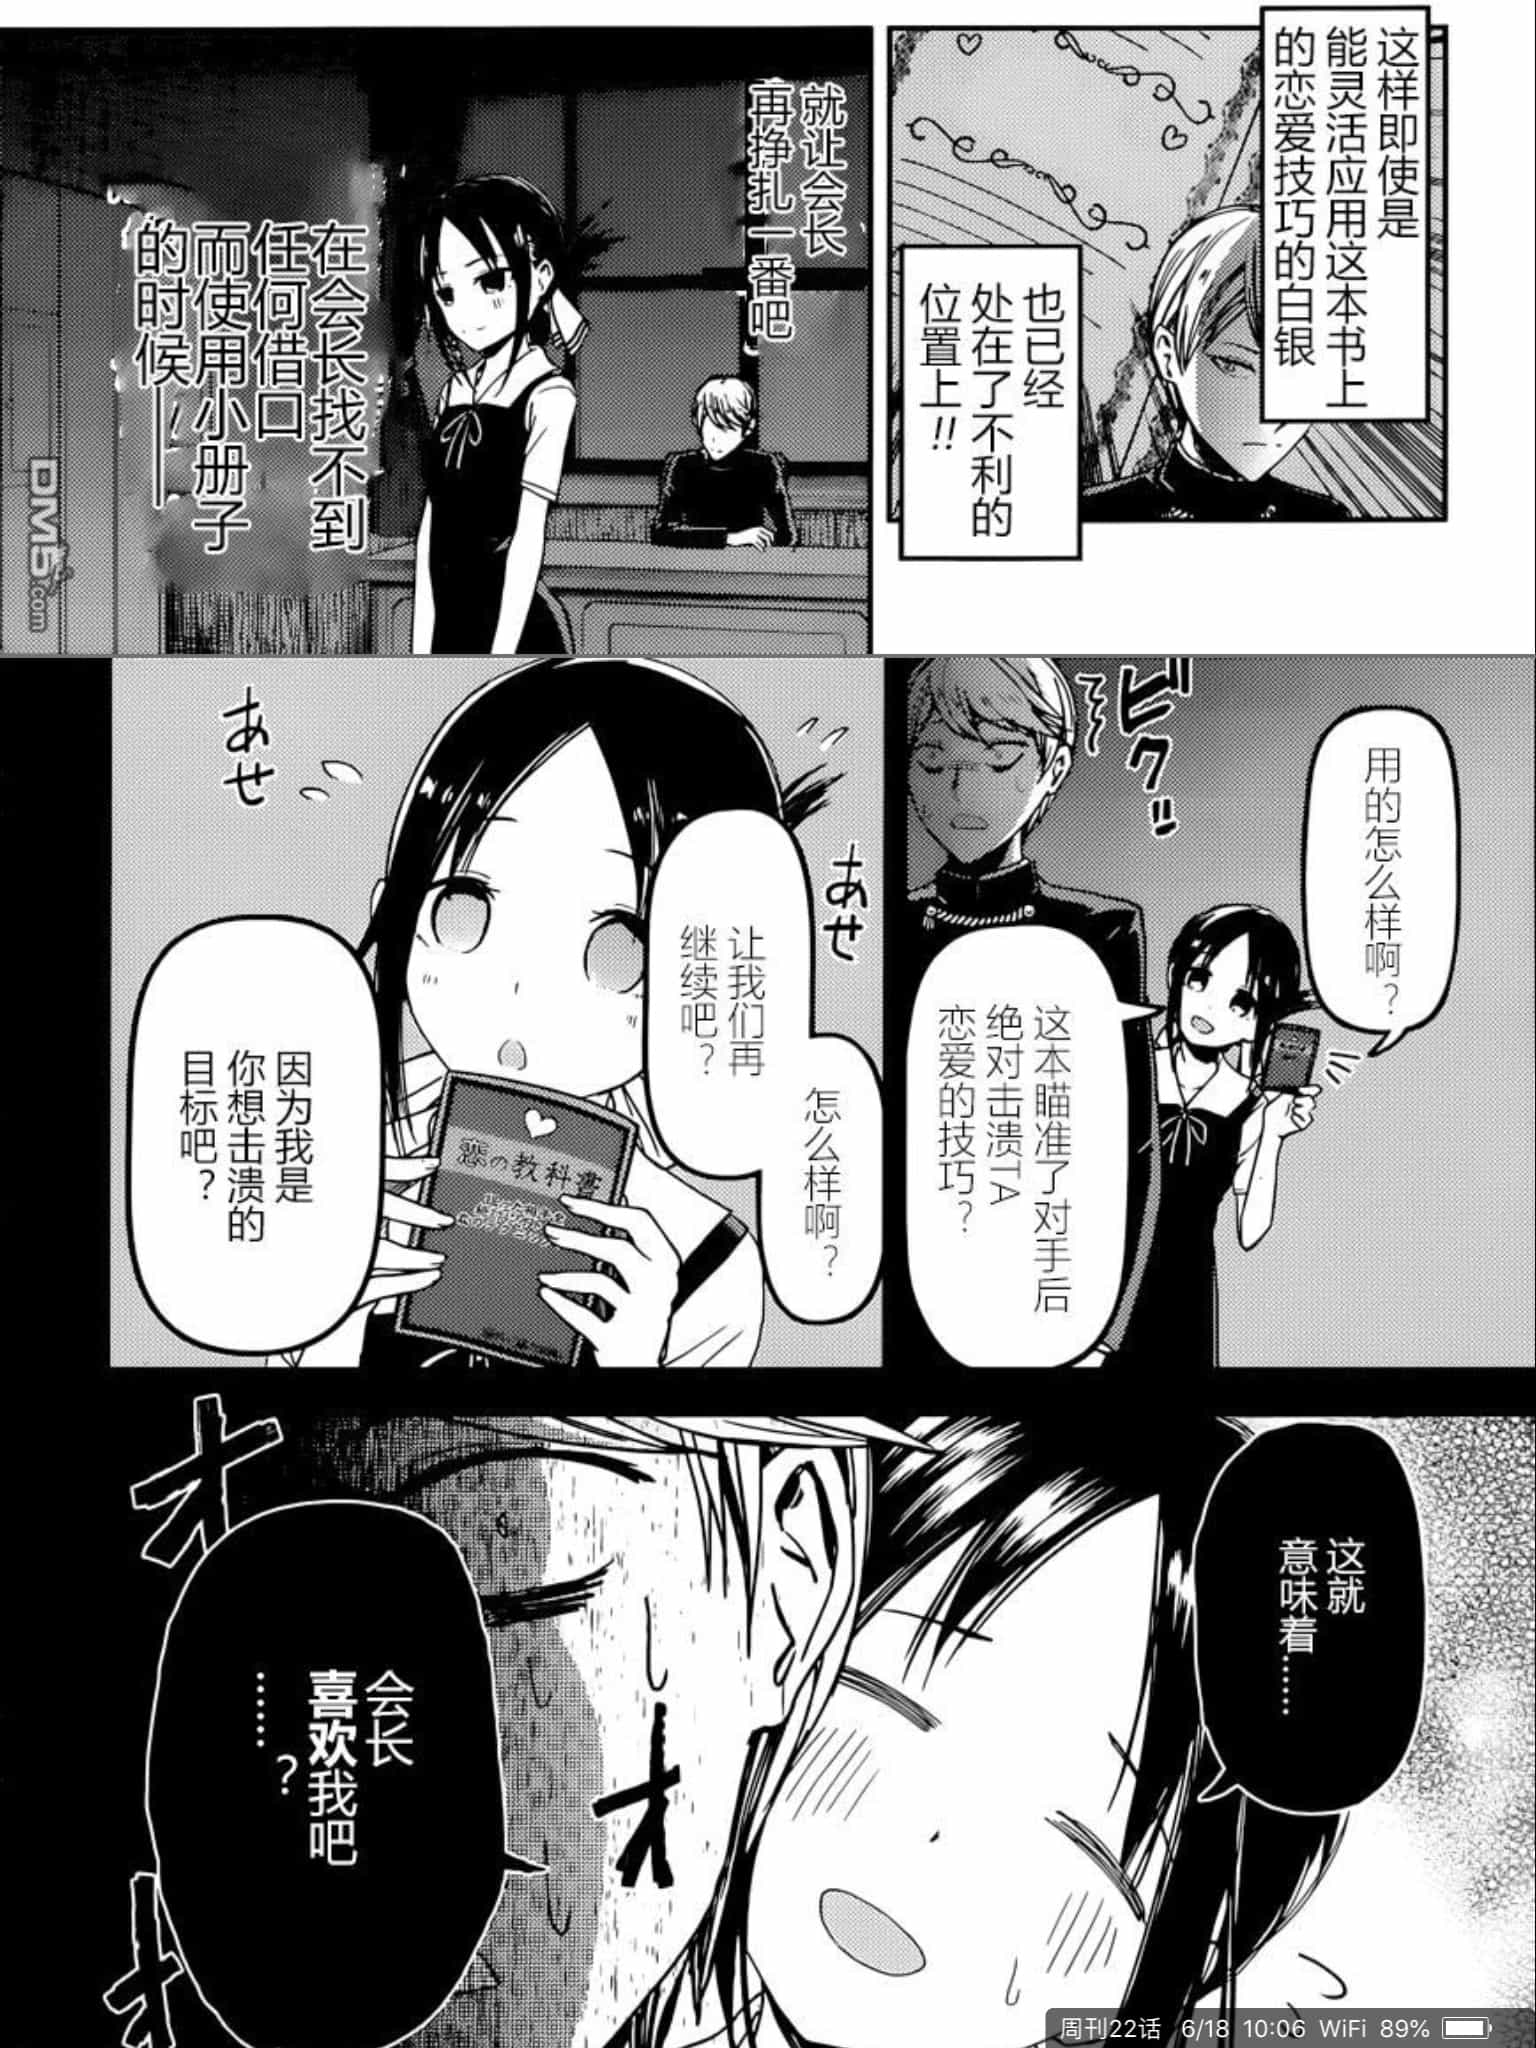 这样即使是
能灵活应用这本书上
的恋爱技巧的白银
也已经
处在了不利的
位置上!!
就让会长
再挣扎一番吧
在会长找不到
任何借口
而使用小册子
的时候——
DM5.com
用的怎么样啊？
ビクッ
这本瞄准了对手后
绝对击溃TA
恋爱的技巧？
让我们再
继续吧？
怎么样啊？
あせ
あせ
恋の教科書
因为我是
你想击溃的
目标吧？
这就
意味着……
オ
オ
オ
会长
喜欢我吧
……？
周刊22话 6/18 10:06 WiFi 89%